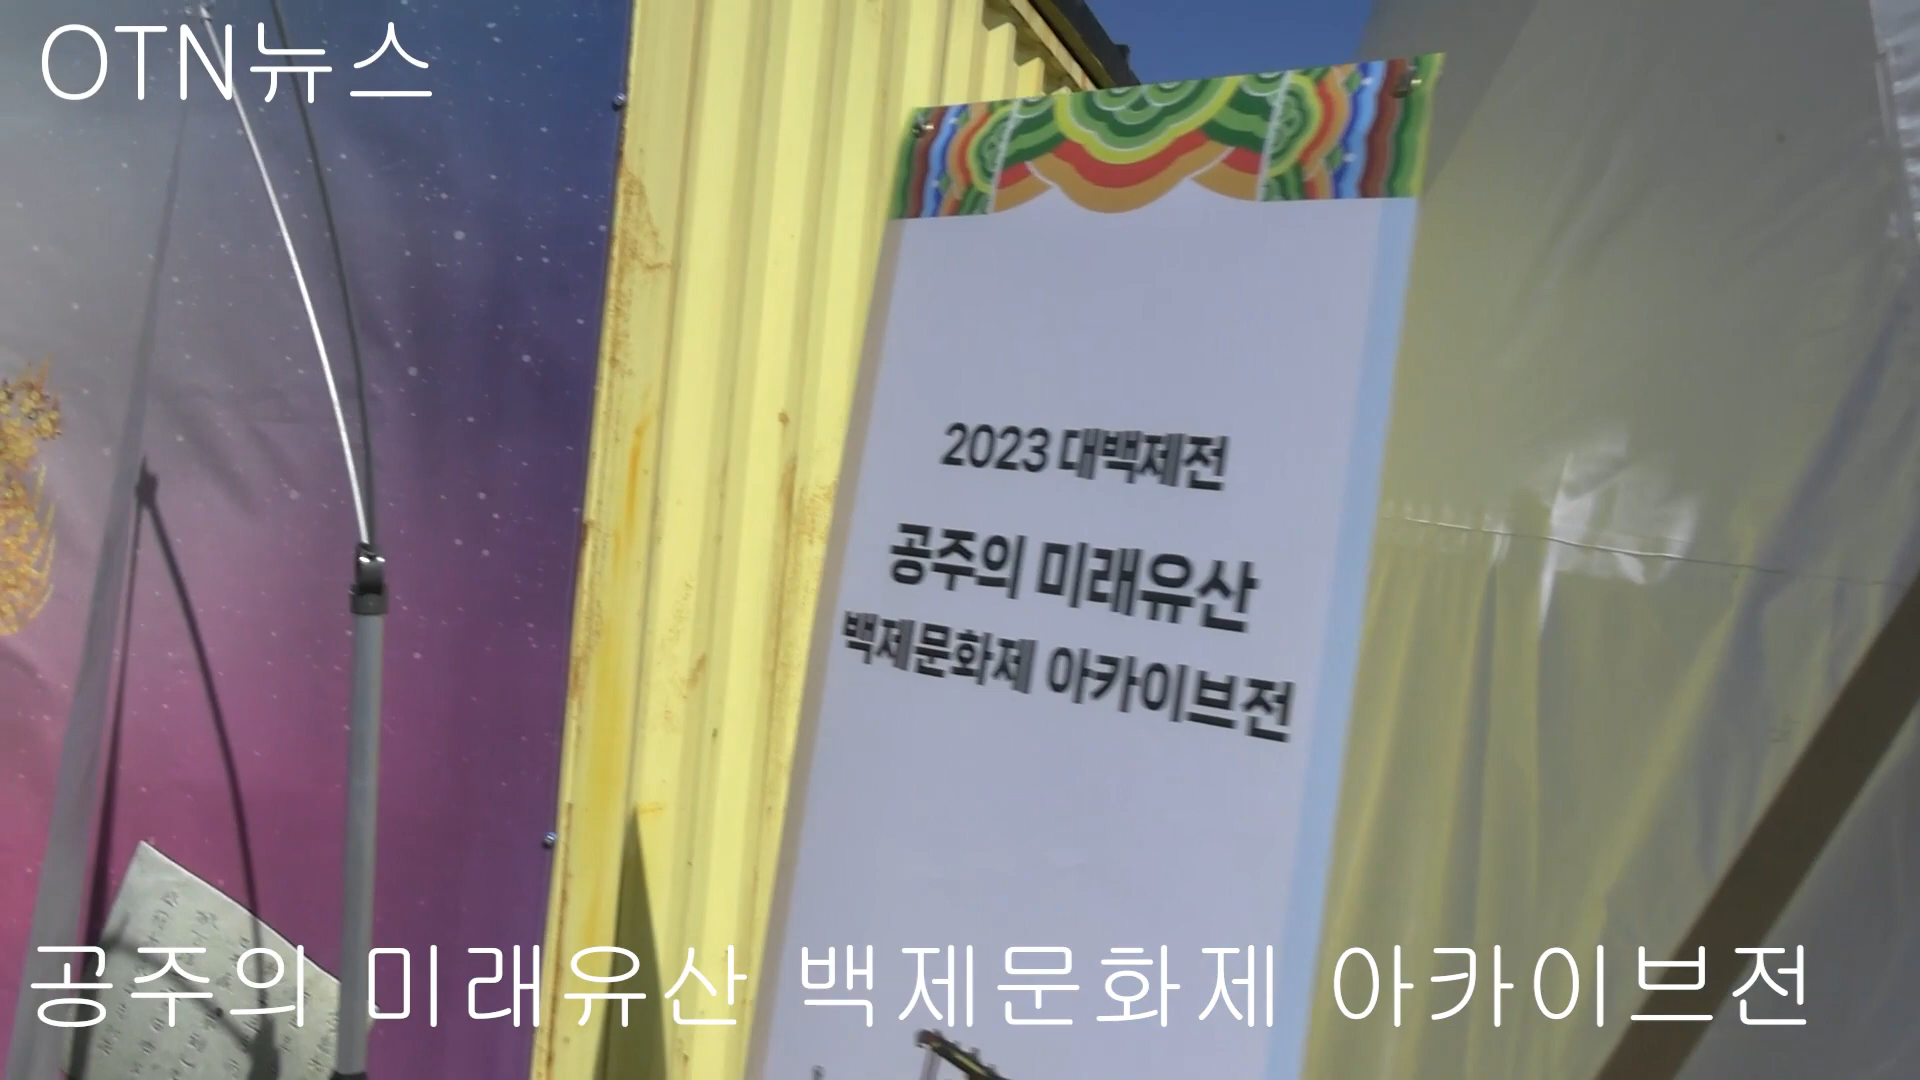 OTN뉴스
2023 대백제전
공주의 미래유산
백제문화제 아카이브전
공주의 미래유산 백제문화제 아카이브전